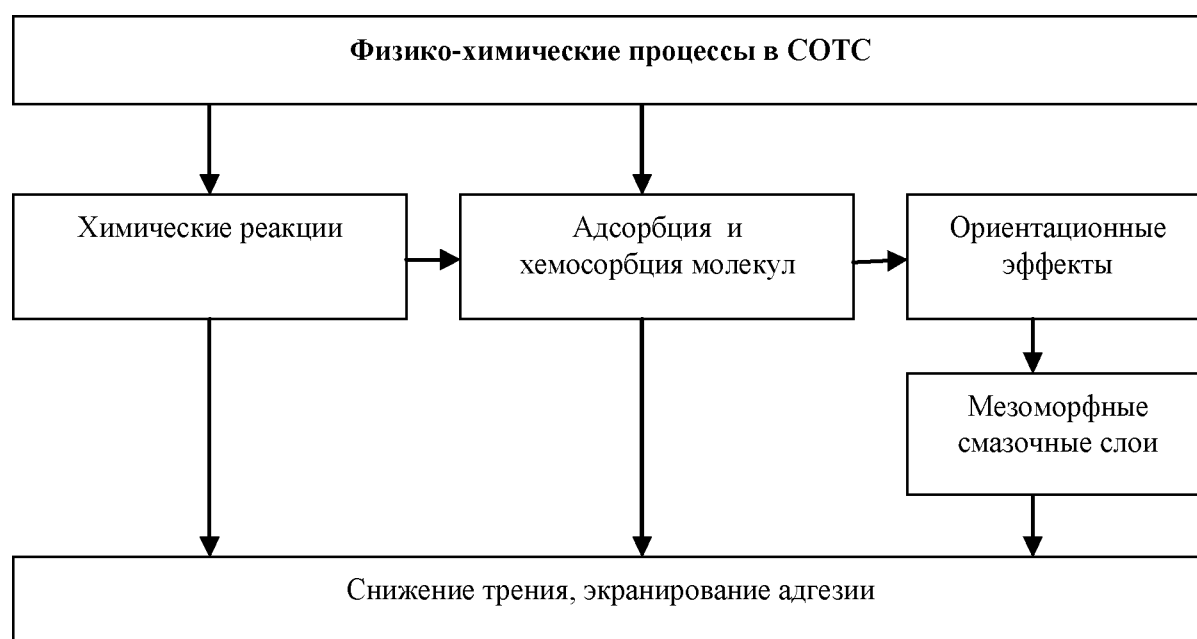 Физико-химические процессы в СОТС
Химические реакции
Адсорбция и
хемосорбция молекул
Ориентационные
эффекты
Мезоморфные
смазочные слои
Снижение трения, экранирование адгезии